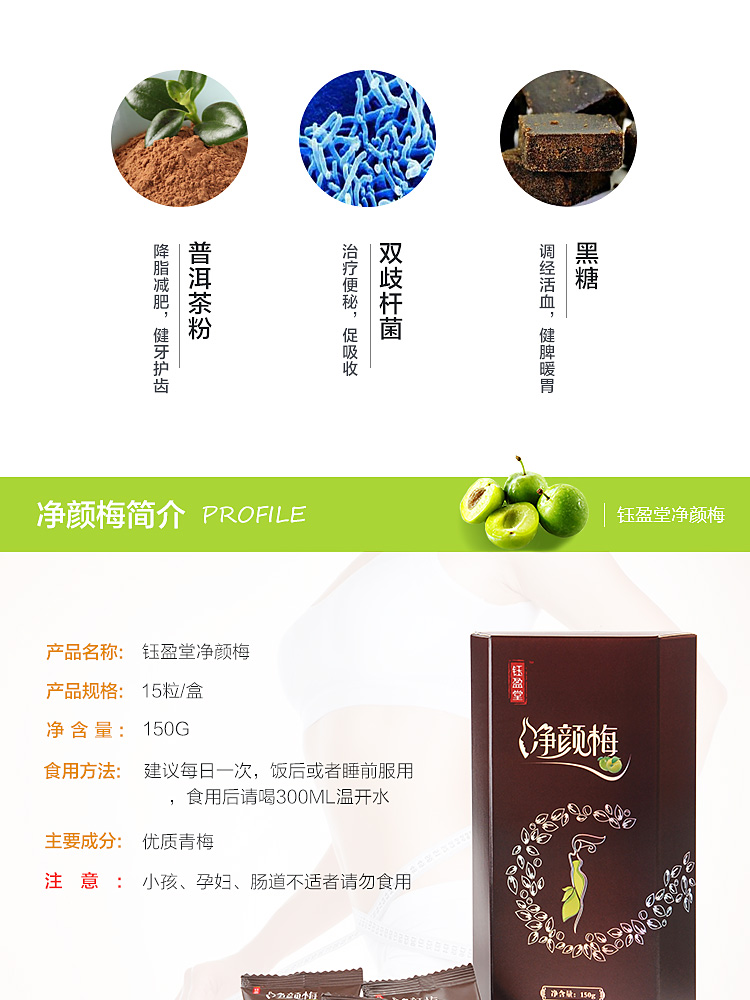 普洱茶粉
降脂减肥，健牙护齿
双歧杆菌
治疗便秘，促吸收
黑糖
调经活血，健脾暖胃
净颜梅简介 PROFILE
钰盈堂净颜梅
产品名称： 钰盈堂净颜梅
产品规格： 15粒/盒
净含量： 150G
食用方法： 建议每日一次，饭后或者睡前服用
，食用后请喝300ML温开水
主要成分： 优质青梅
注意： 小孩、孕妇、肠道不适者请勿食用
钰盈堂
净颜梅
净含量：150g
净颜梅